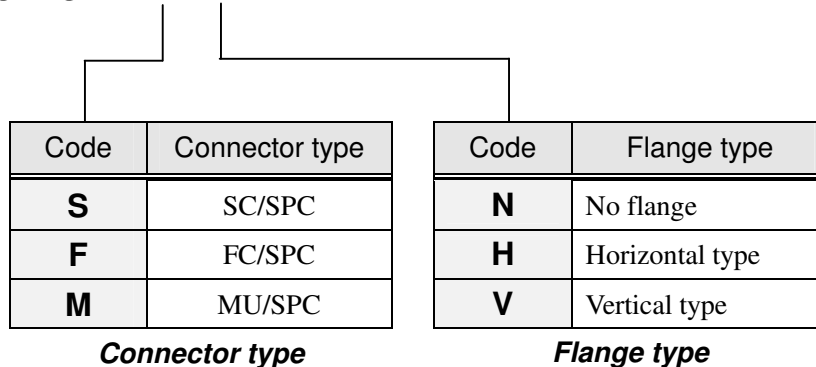 Code Connector type
S SC/SPC
F FC/SPC
M MU/SPC
Connector type
Code Flange type
N No flange
H Horizontal type
V Vertical type
Flange type